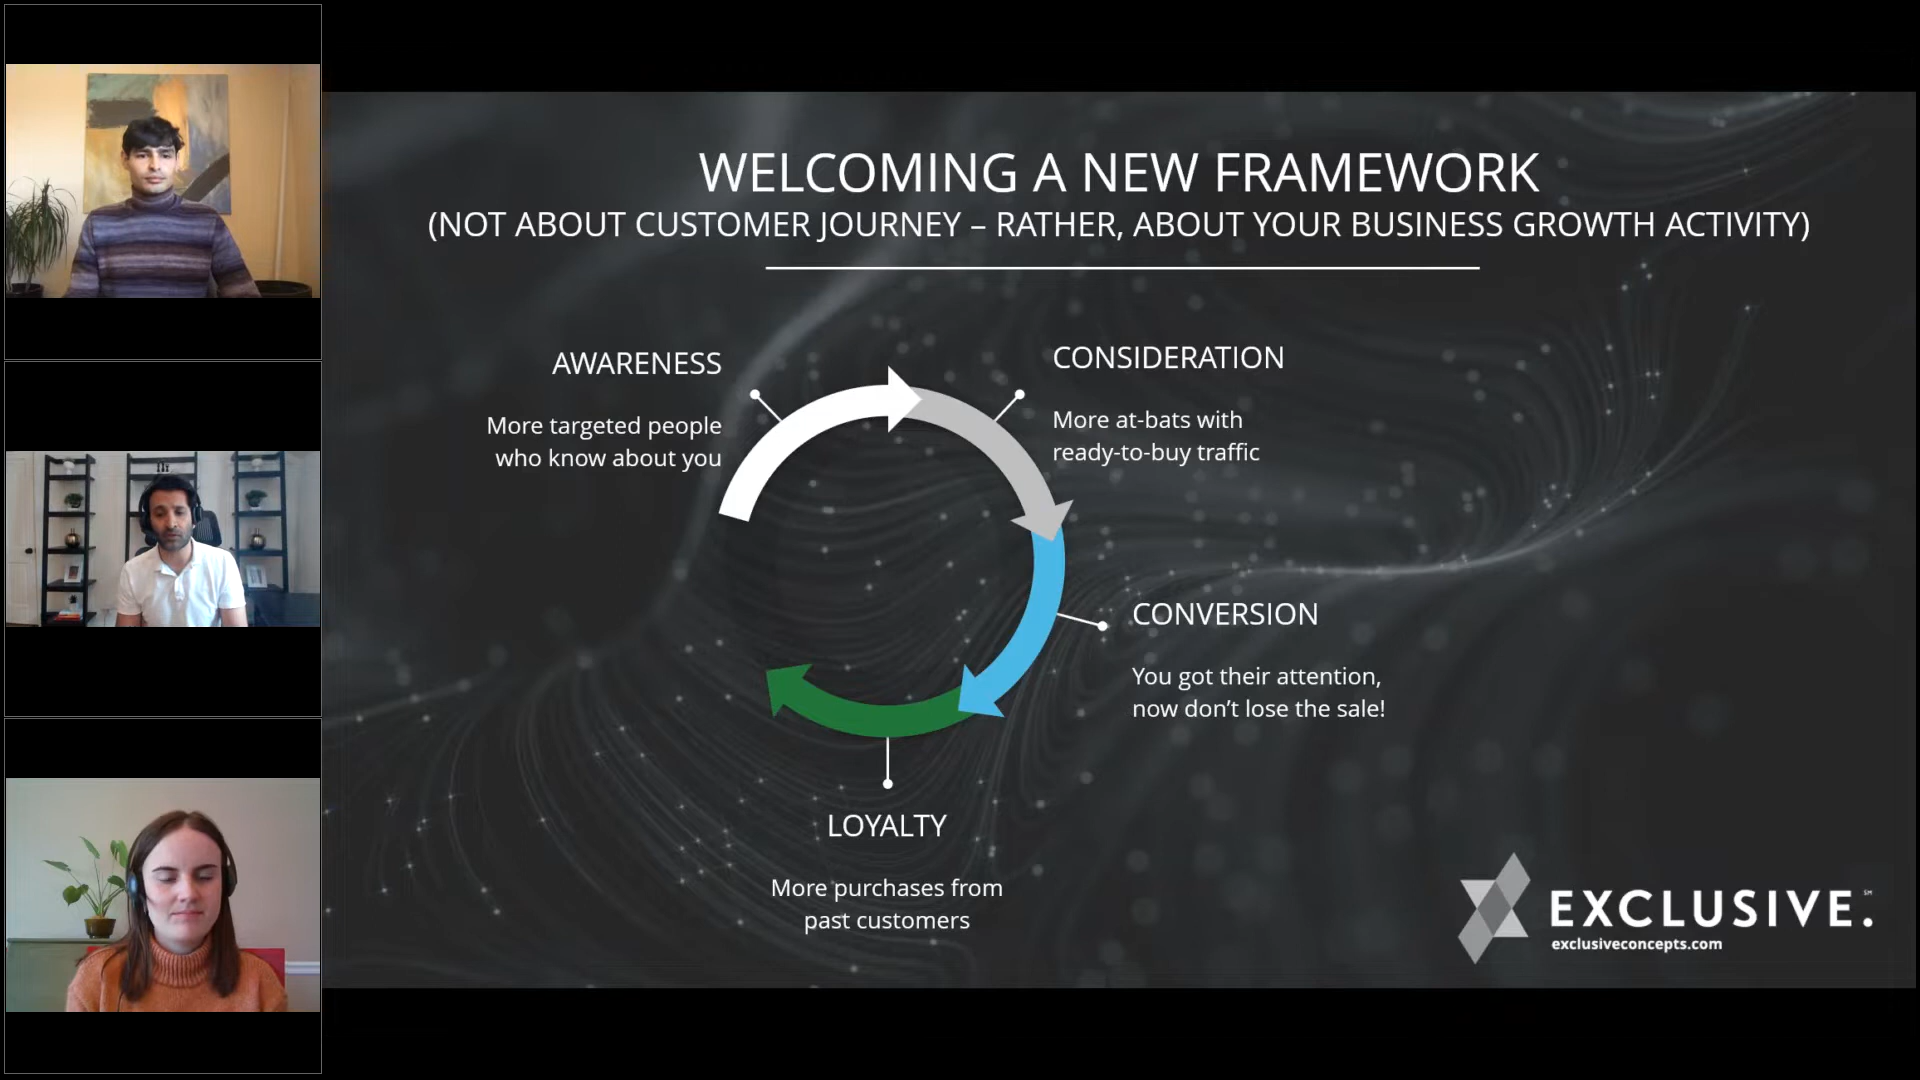 WELCOMING A NEW FRAMEWORK
(NOT ABOUT CUSTOMER JOURNEY – RATHER, ABOUT YOUR BUSINESS GROWTH ACTIVITY)
AWARENESS
More targeted people
who know about you
CONSIDERATION
More at-bats with
ready-to-buy traffic
CONVERSION
You got their attention,
now don’t lose the sale!
LOYALTY
More purchases from
past customers
EXCLUSIVE. SM
exclusiveconcepts.com